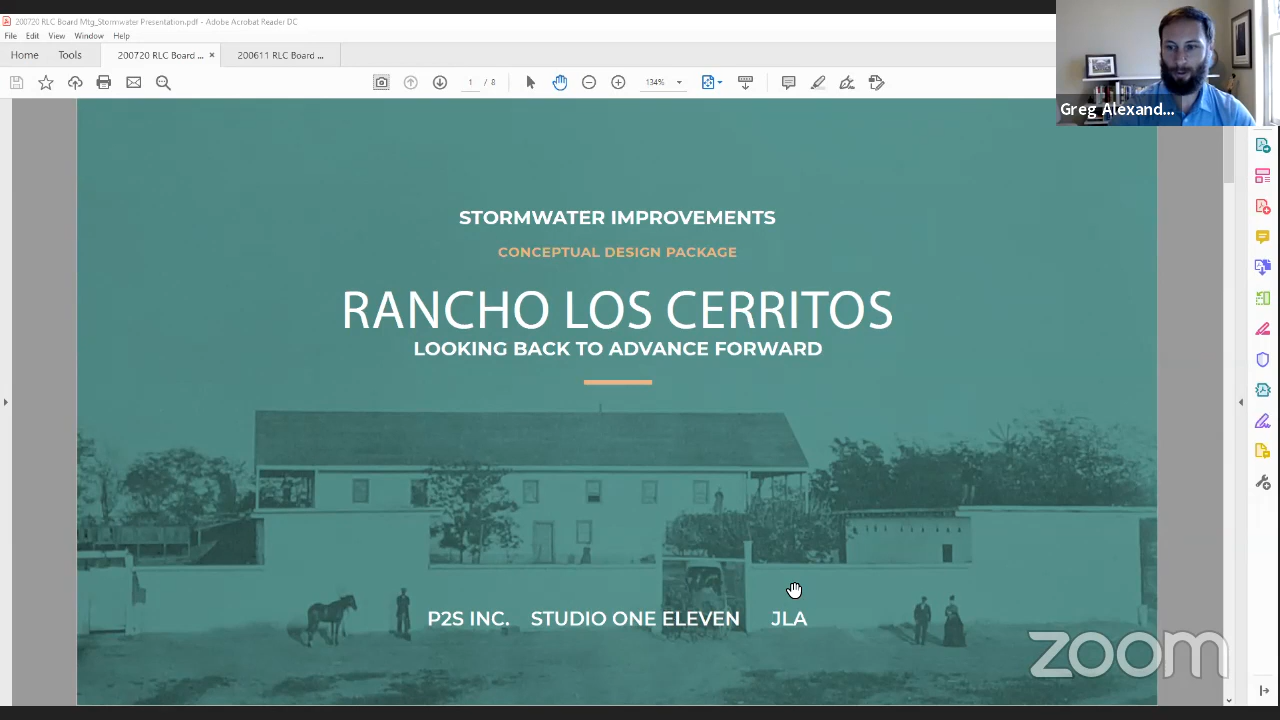 200720 RLC Board Mtg_Stormwater Presentation.pdf - Adobe Acrobat Reader DC
File Edit View Window Help
Home Tools 200720 RLC Board ... × 200611 RLC Board ...
1 / 8 134%
Greg Alexand...
STORMWATER IMPROVEMENTS
CONCEPTUAL DESIGN PACKAGE
RANCHO LOS CERRITOS
LOOKING BACK TO ADVANCE FORWARD
P2S INC. STUDIO ONE ELEVEN JLA
zoom